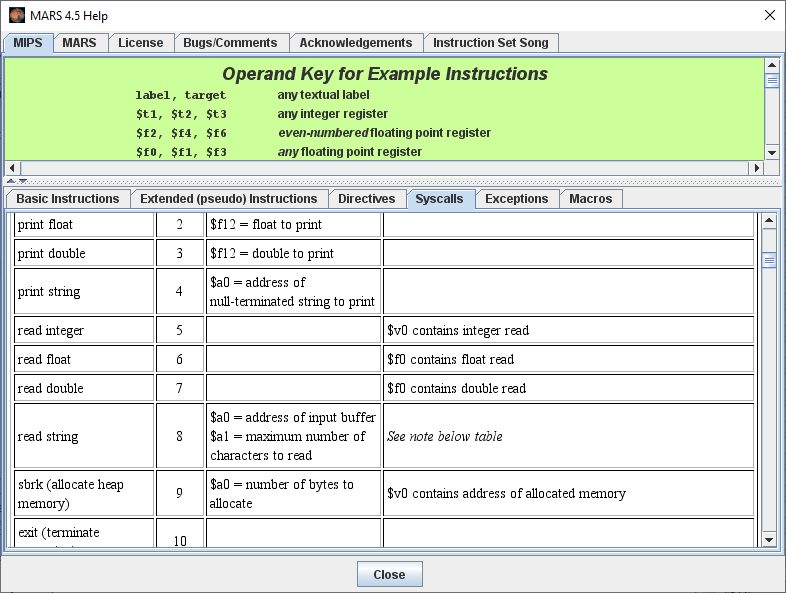 MARS 4.5 Help
MIPS MARS License Bugs/Comments Acknowledgements Instruction Set Song
Operand Key for Example Instructions
label, target any textual label
$t1, $t2, $t3 any integer register
$f2, $f4, $f6 even-numbered floating point register
$f0, $f1, $f3 any floating point register
Basic Instructions Extended (pseudo) Instructions Directives Syscalls Exceptions Macros
print float 2 $f12 = float to print
print double 3 $f12 = double to print
print string 4 $a0 = address of
null-terminated string to print
read integer 5 $v0 contains integer read
read float 6 $f0 contains float read
read double 7 $f0 contains double read
read string 8 $a0 = address of input buffer
$a1 = maximum number of
characters to read
See note below table
sbrk (allocate heap
memory)
9 $a0 = number of bytes to
allocate
$v0 contains address of allocated memory
exit (terminate
10
Close